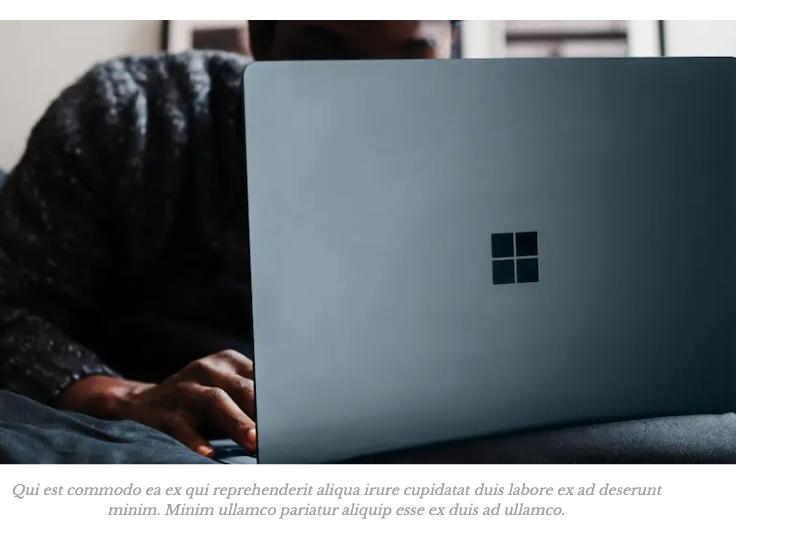 Qui est commodo ea ex qui reprehenderit aliqua irure cupidatat duis labore ex ad deserunt
minim. Minim ullamco pariatur aliquip esse ex duis ad ullamco.